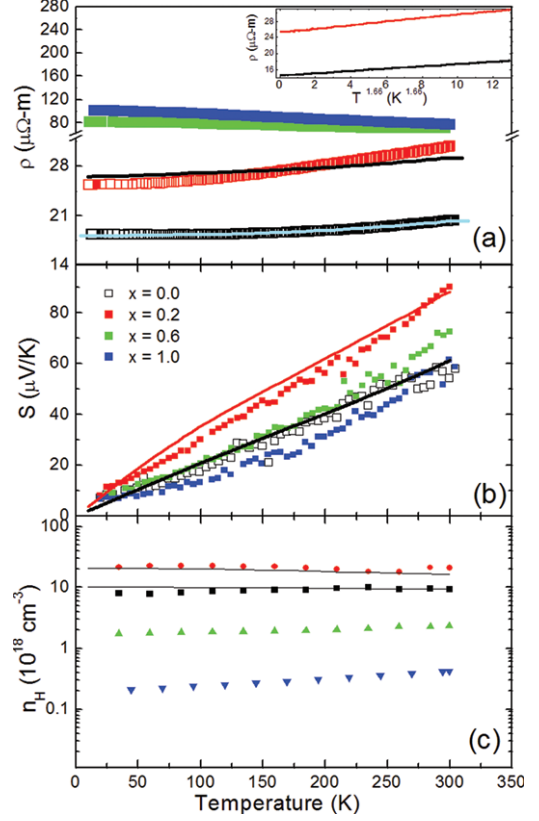 280
240
200
160
120
80
28
21
14
ρ (μΩ-m)
ρ (μΩ-m)
28
24
20
16
0 2 4 6 8 10 12
T 1.66 (K 1.66)
(a)
80
60
40
20
0
S (μV/K)
x = 0.0
x = 0.2
x = 0.6
x = 1.0
(b)
100
10
1
0.1
nH (10^18 cm^-3)
(c)
0 50 100 150 200 250 300 350
Temperature (K)